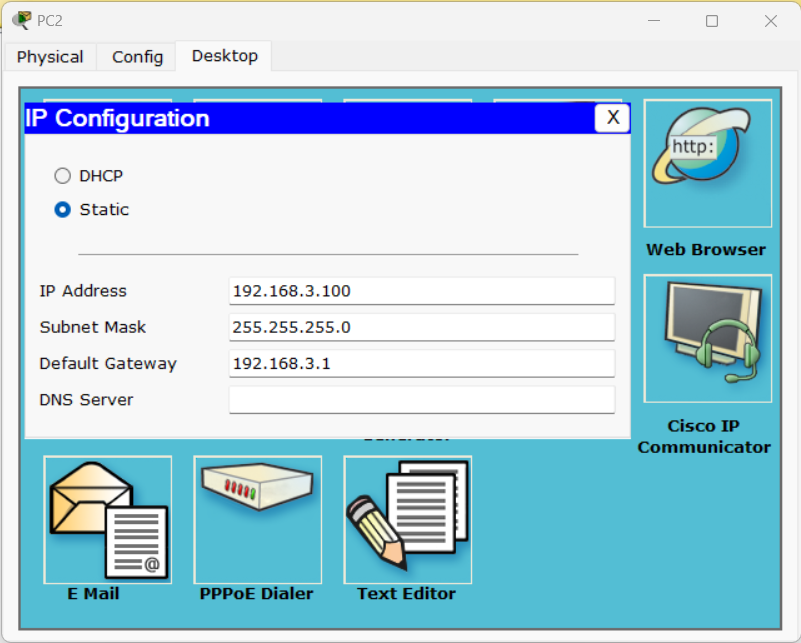 PC2
Physical Config Desktop
IP Configuration X
DHCP
Static
IP Address 192.168.3.100
Subnet Mask 255.255.255.0
Default Gateway 192.168.3.1
DNS Server
http:
Web Browser
Cisco IP
Communicator
@
E Mail PPPoE Dialer Text Editor